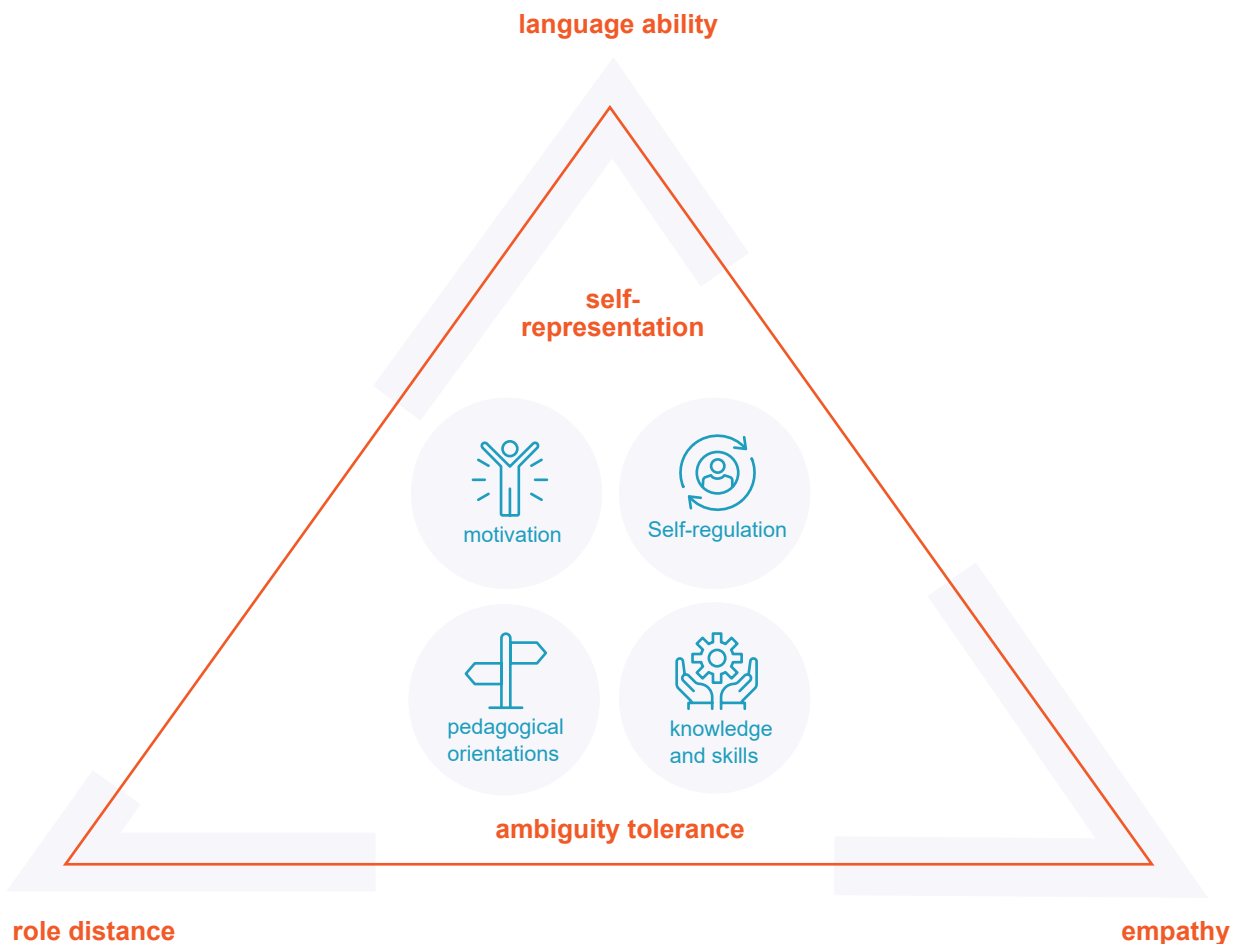 language ability
self-
representation
motivation
Self-regulation
pedagogical
orientations
knowledge
and skills
ambiguity tolerance
role distance
empathy